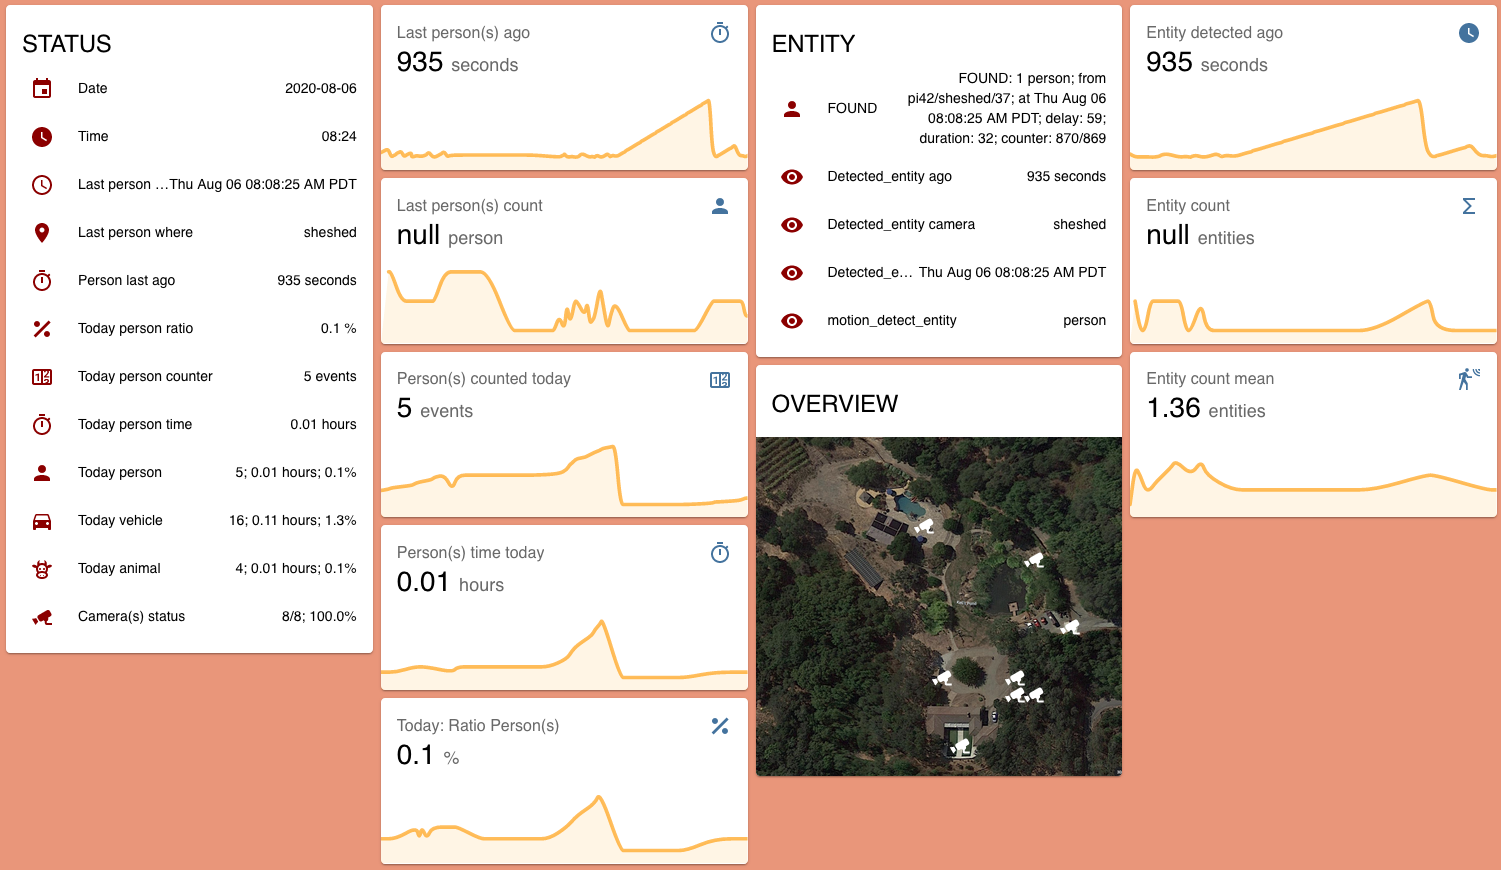 STATUS
Date 2020-08-06
Time 08:24
Last person ...Thu Aug 06 08:08:25 AM PDT
Last person where sheshed
Person last ago 935 seconds
Today person ratio 0.1 %
Today person counter 5 events
Today person time 0.01 hours
Today person 5; 0.01 hours; 0.1%
Today vehicle 16; 0.11 hours; 1.3%
Today animal 4; 0.01 hours; 0.1%
Camera(s) status 8/8; 100.0%
Last person(s) ago
935 seconds
Last person(s) count
null person
Person(s) counted today
5 events
Person(s) time today
0.01 hours
Today: Ratio Person(s)
0.1 %
ENTITY
FOUND
FOUND: 1 person; from
pi42/sheshed/37; at Thu Aug 06
08:08:25 AM PDT; delay: 59;
duration: 32; counter: 870/869
Detected_entity ago 935 seconds
Detected_entity camera sheshed
Detected_e... Thu Aug 06 08:08:25 AM PDT
motion_detect_entity person
OVERVIEW
Entity detected ago
935 seconds
Entity count
null entities
Entity count mean
1.36 entities